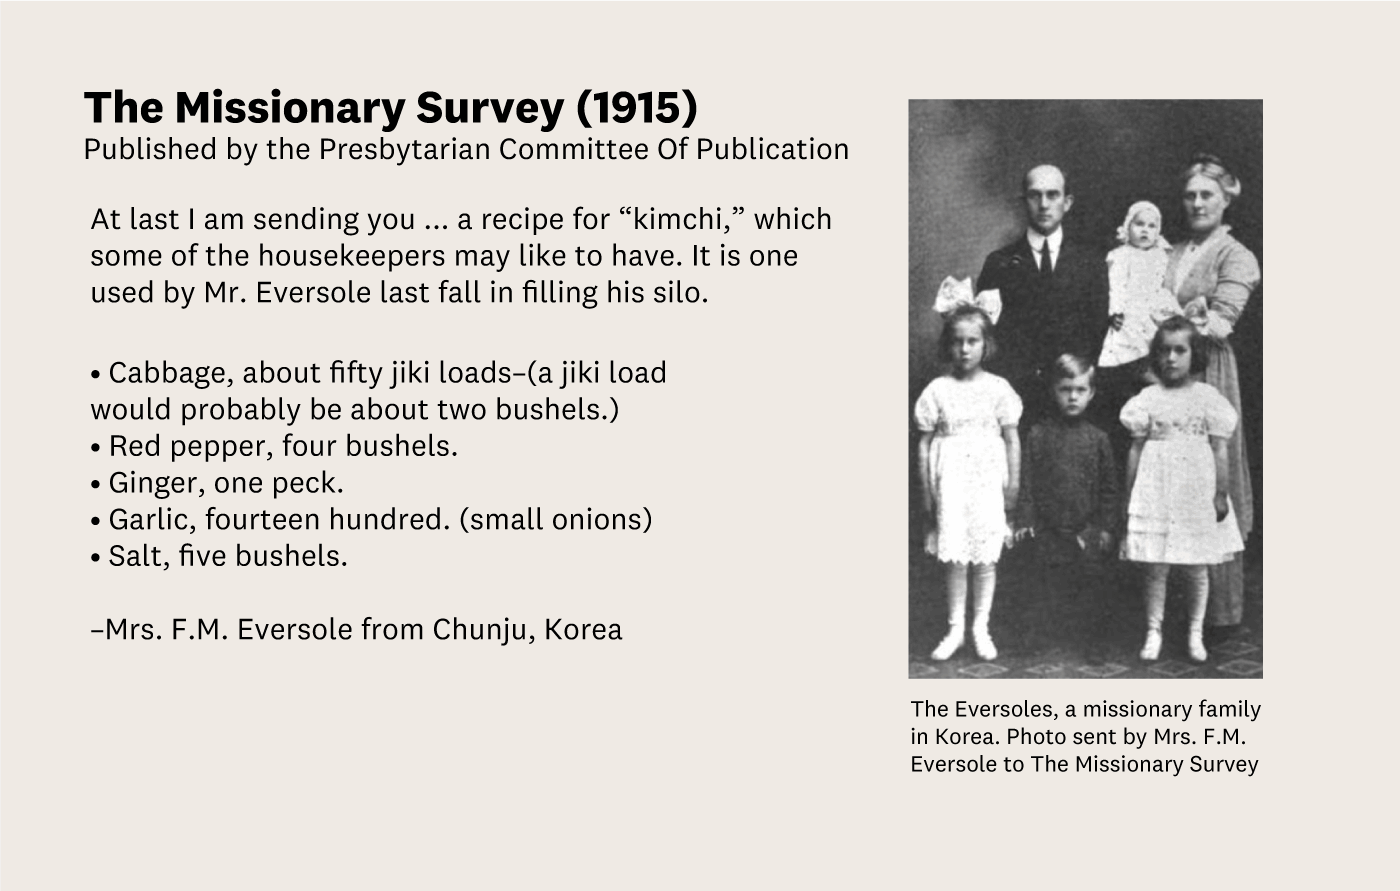 The Missionary Survey (1915)
Published by the Presbytarian Committee Of Publication
At last I am sending you ... a recipe for “kimchi,” which
some of the housekeepers may like to have. It is one
used by Mr. Eversole last fall in filling his silo.
• Cabbage, about fifty jiki loads–(a jiki load
would probably be about two bushels.)
• Red pepper, four bushels.
• Ginger, one peck.
• Garlic, fourteen hundred. (small onions)
• Salt, five bushels.
–Mrs. F.M. Eversole from Chunju, Korea
The Eversoles, a missionary family
in Korea. Photo sent by Mrs. F.M.
Eversole to The Missionary Survey